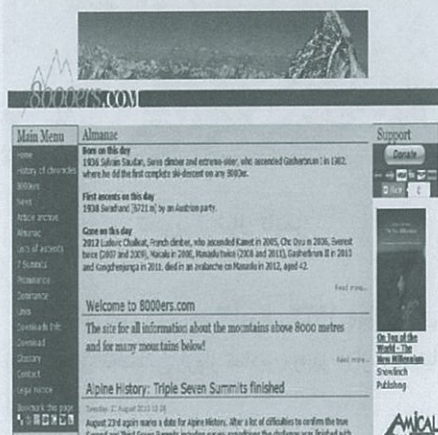 8000ers.COM
Main Menu
Home
History of chronicles
8000ers
News
Article archive
Almanac
Lists of ascents
7 Summits
Prominence
Dominance
Links
Downloads Info
Download
Glossary
Contact
Legal notice
Bookmark this page
Almanac
Born on this day
1936 Sylvain Saudan, Swiss climber and extreme-skier, who ascended Gasherbrum I in 1982,
where he did the first complete ski-descent on any 8000er.
First ascents on this day
1938 Swachand [6721 m] by an Austrian party.
Gone on this day
2012 Ludovic Challeat, French climber, who ascended Kamet in 2005, Cho Oyu in 2006, Everest
twice (2007 and 2009), Makalu in 2008, Manaslu twice (2008 and 2011), Gasherbrum II in 2013
and Kangchenjunga in 2011, died in an avalanche on Manaslu in 2012, aged 42.
Read more...
Welcome to 8000ers.com
The site for all information about the mountains above 8000 metres
and for many mountains below!
Read more...
Alpine History: Triple Seven Summits finished
Tuesday, 27 August 2013
August 23rd again marks a date for Alpine History. After a lot of difficulties to confirm the true
Support
Donate
0
On Top of the
World - The
New Millennium
Snowlinch
Publishing
AMICAL